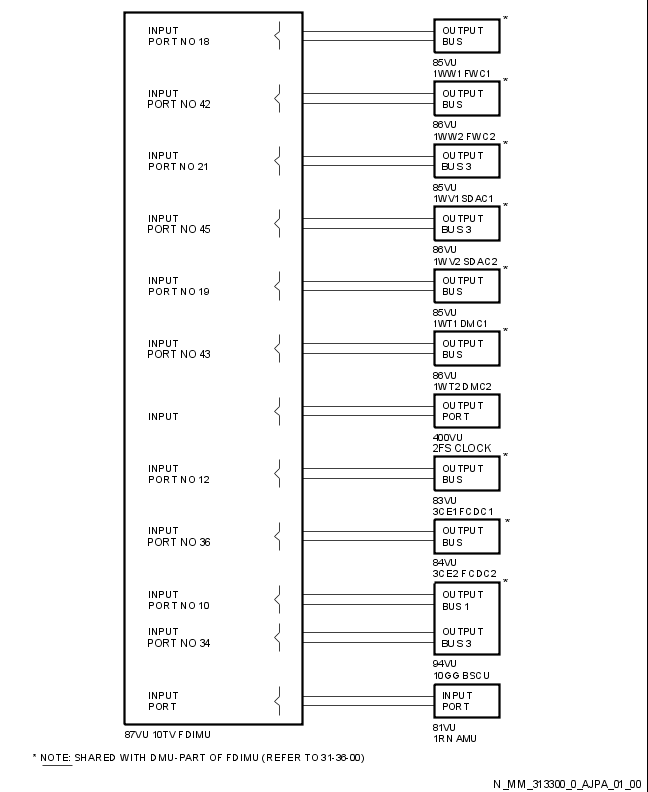 INPUT
PORT NO 18
OUTPUT
BUS
*
85VU
1WW1 FWC1
INPUT
PORT NO 42
OUTPUT
BUS
*
86VU
1WW2 FWC2
INPUT
PORT NO 21
OUTPUT
BUS 3
*
85VU
1WV1 SDAC1
INPUT
PORT NO 45
OUTPUT
BUS 3
*
86VU
1WV2 SDAC2
INPUT
PORT NO 19
OUTPUT
BUS
*
85VU
1WT1 DMC1
INPUT
PORT NO 43
OUTPUT
BUS
*
86VU
1WT2 DMC2
INPUT
OUTPUT
PORT
400VU
2FS CLOCK
INPUT
PORT NO 12
OUTPUT
BUS
*
83VU
3CE1 FCDC1
INPUT
PORT NO 36
OUTPUT
BUS
*
84VU
3CE2 FCDC2
INPUT
PORT NO 10
OUTPUT
BUS 1
*
INPUT
PORT NO 34
OUTPUT
BUS 3
94VU
10GG BSCU
INPUT
PORT
INPUT
PORT
81VU
1RN AMU
87VU 10TV FDIMU
* NOTE: SHARED WITH DMU-PART OF FDIMU (REFER TO 31-36-00)
N_MM_313300_0_AJPA_01_00